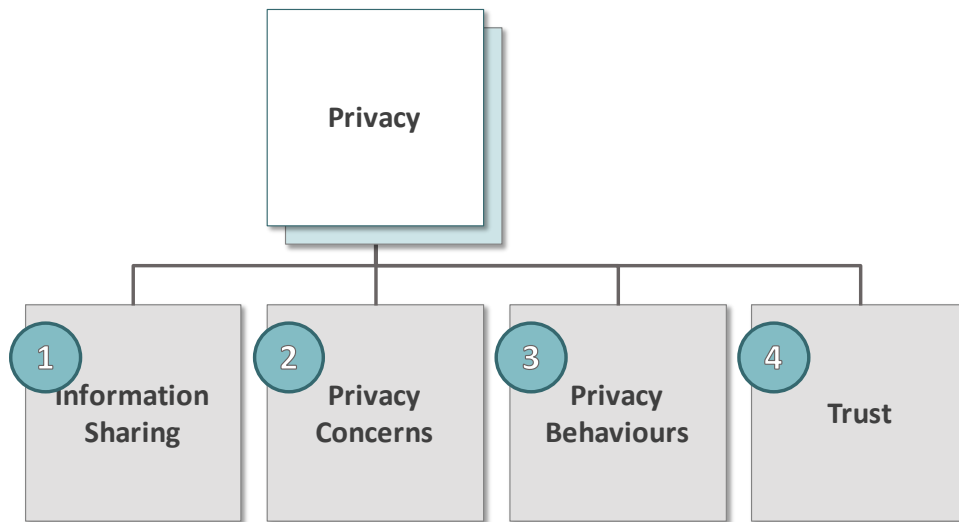 Privacy
1
Information
Sharing
2
Privacy
Concerns
3
Privacy
Behaviours
4
Trust